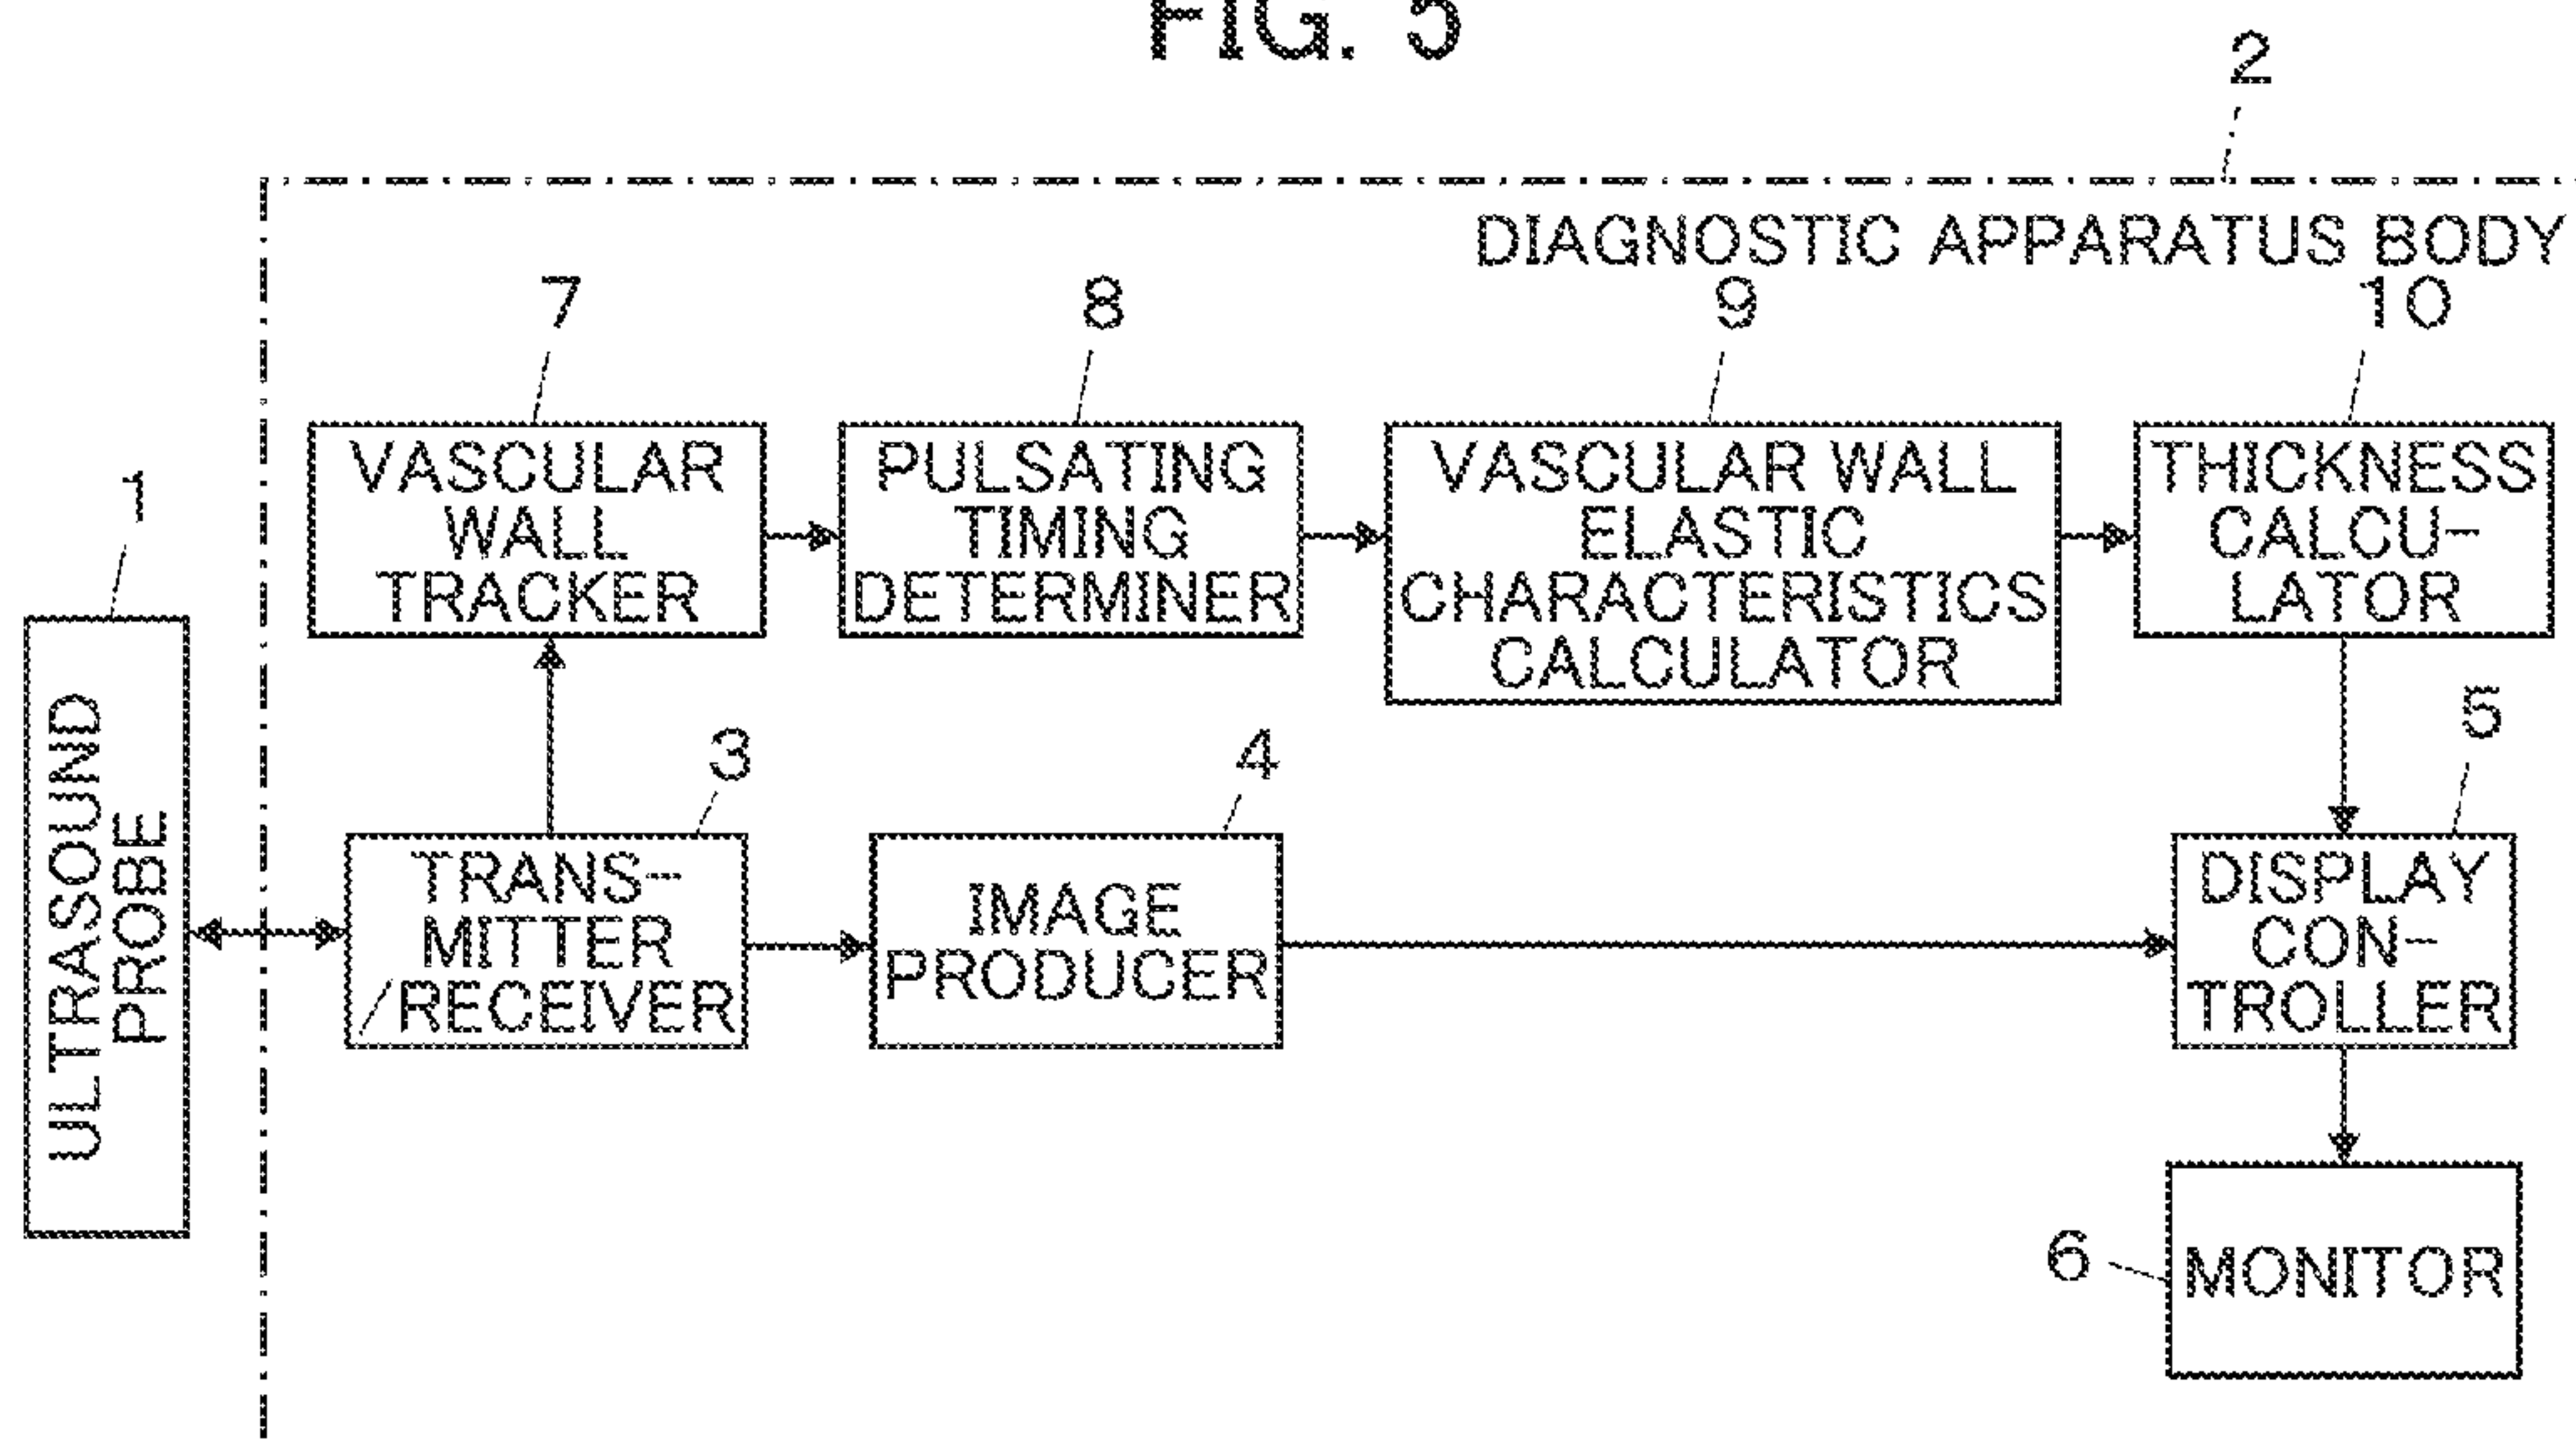 FIG. 5
2
DIAGNOSTIC APPARATUS BODY
7
8
9
10
VASCULAR
WALL
TRACKER
PULSATING
TIMING
DETERMINER
VASCULAR WALL
ELASTIC
CHARACTERISTICS
CALCULATOR
THICKNESS
CALCU-
LATOR
1
ULTRASOUND
PROBE
3
4
5
TRANS-
MITTER
/RECEIVER
IMAGE
PRODUCER
DISPLAY
CON-
TROLLER
6
MONITOR